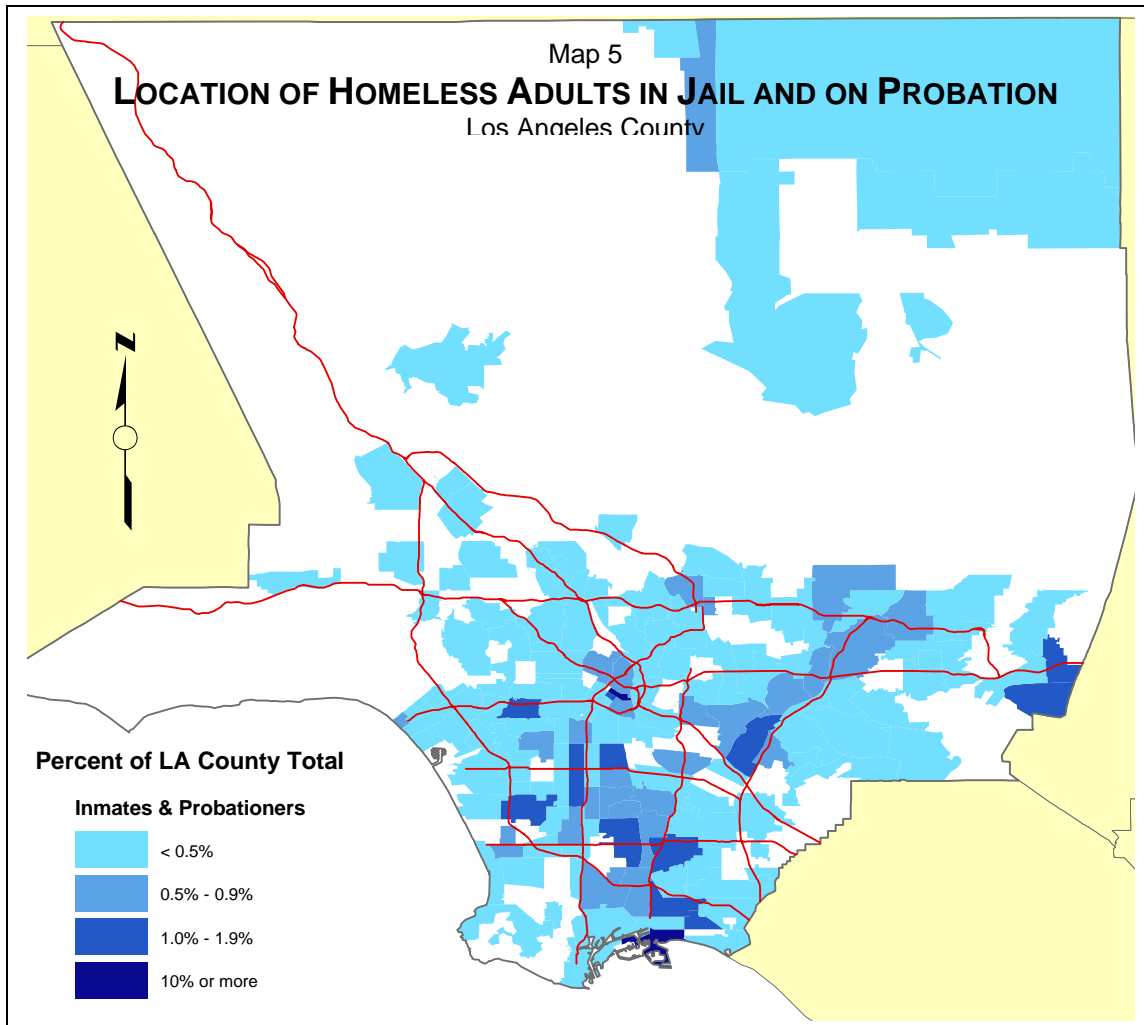 Map 5
LOCATION OF HOMELESS ADULTS IN JAIL AND ON PROBATION
Los Angeles County
N
Percent of LA County Total
Inmates & Probationers
< 0.5%
0.5% - 0.9%
1.0% - 1.9%
10% or more